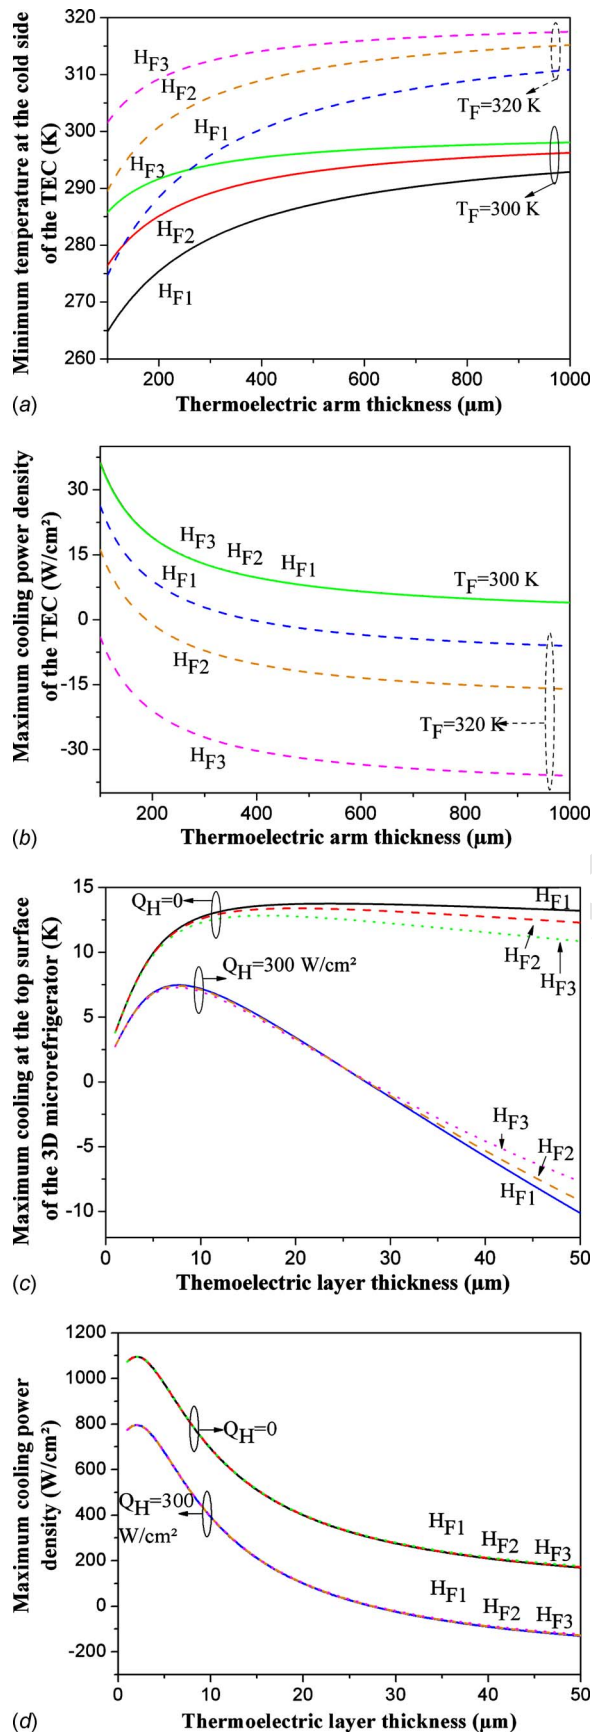 Minimum temperature at the cold side
of the TEC (K)
320
310
300
290
280
270
260
H_F3
H_F2
H_F1
T_F=320 K
H_F3
H_F2
H_F1
T_F=300 K
200
400
600
800
1000
Thermoelectric arm thickness (μm)
(a)
Maximum cooling power density
of the TEC (W/cm²)
30
15
0
-15
-30
H_F3
H_F2
H_F1
T_F=300 K
H_F1
H_F2
H_F3
T_F=320 K
200
400
600
800
1000
Thermoelectric arm thickness (μm)
(b)
Maximum cooling at the top surface
of the 3D microrefrigerator (K)
15
10
5
0
-5
-10
Q_H=0
H_F1
H_F2
H_F3
Q_H=300 W/cm²
H_F3
H_F2
H_F1
0
10
20
30
40
50
Themoelectric layer thickness (μm)
(c)
Maximum cooling power
density (W/cm²)
1200
1000
800
600
400
200
0
-200
Q_H=0
Q_H=300
W/cm²
H_F1
H_F2
H_F3
H_F1
H_F2
H_F3
0
10
20
30
40
50
Thermoelectric layer thickness (μm)
(d)